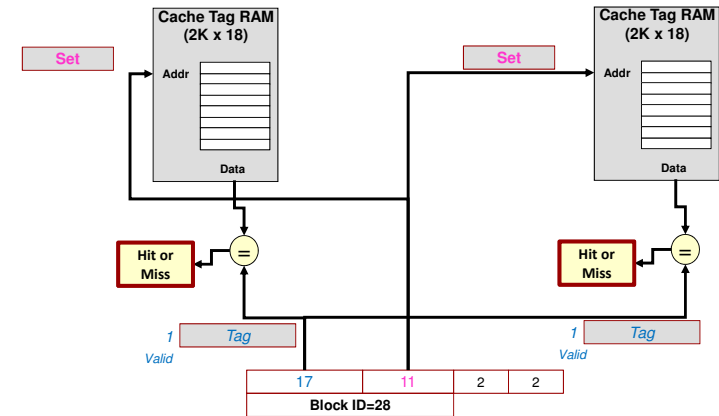 Cache Tag RAM
(2K x 18)
Cache Tag RAM
(2K x 18)
Set
Set
Addr
Addr
Data
Data
Hit or
Miss
=
Hit or
Miss
=
1
Tag
Valid
1
Tag
Valid
17
11
2
2
Block ID=28